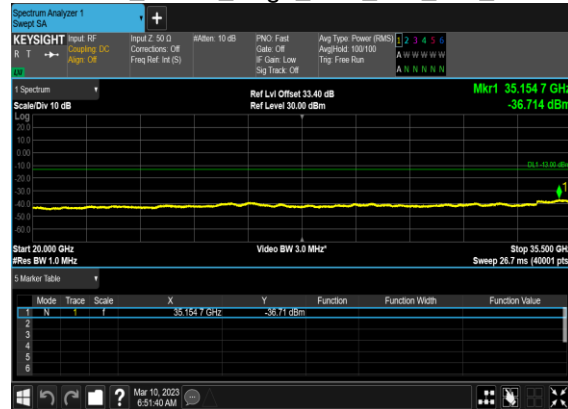 Spectrum Analyzer 1
Swept SA
+
KEYSIGHT
R T
LW
Input: RF
Coupling: DC
Align: Off
Input Z: 50 Ω
Corrections: Off
Freq Ref: Int (S)
#Atten: 10 dB
PNO: Fast
Gate: Off
IF Gain: Low
Sig Track: Off
Avg Type: Power (RMS)
Avg|Hold: 100/100
Trig: Free Run
1 2 3 4 5 6
A W W W W W
A N N N N N
1 Spectrum
Scale/Div 10 dB
Ref Lvl Offset 33.40 dB
Ref Level 30.00 dBm
Mkr1 35.154 7 GHz
-36.714 dBm
Log
20.0
10.0
0.00
-10.0
-20.0
-30.0
-40.0
-50.0
-60.0
DL1 -13.00 dBm
1
Start 20.000 GHz
#Res BW 1.0 MHz
Video BW 3.0 MHz*
Stop 35.500 GHz
Sweep 26.7 ms (40001 pts)
5 Marker Table
Mode Trace Scale X Y Function Function Width Function Value
1 N 1 f 35.154 7 GHz -36.71 dBm
2
3
4
5
6
?
Mar 10, 2023
6:51:40 AM